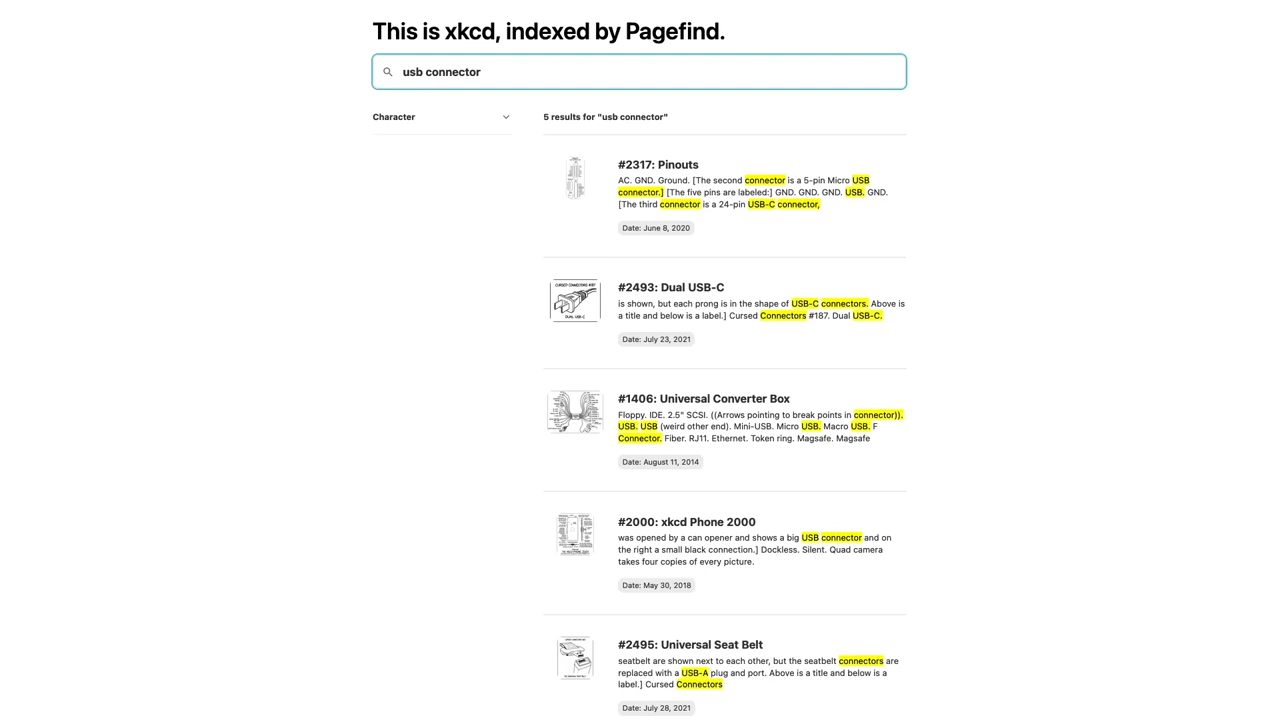 This is xkcd, indexed by Pagefind.
usb connector
Character
5 results for "usb connector"
#2317: Pinouts
AC. GND. Ground. [The second connector is a 5-pin Micro USB
connector.] [The five pins are labeled:] GND. GND. GND. USB. GND.
[The third connector is a 24-pin USB-C connector,
Date: June 8, 2020
CURSED CONNECTORS #187
DUAL USB-C
#2493: Dual USB-C
is shown, but each prong is in the shape of USB-C connectors. Above is
a title and below is a label.] Cursed Connectors #187. Dual USB-C.
Date: July 23, 2021
#1406: Universal Converter Box
Floppy. IDE. 2.5" SCSI. ((Arrows pointing to break points in connector)).
USB. USB (weird other end). Mini-USB. Micro USB. Macro USB. F
Connector. Fiber. RJ11. Ethernet. Token ring. Magsafe. Magsafe
Date: August 11, 2014
#2000: xkcd Phone 2000
was opened by a can opener and shows a big USB connector and on
the right a small black connection.] Dockless. Silent. Quad camera
takes four copies of every picture.
Date: May 30, 2018
#2495: Universal Seat Belt
seatbelt are shown next to each other, but the seatbelt connectors are
replaced with a USB-A plug and port. Above is a title and below is a
label.] Cursed Connectors
Date: July 28, 2021